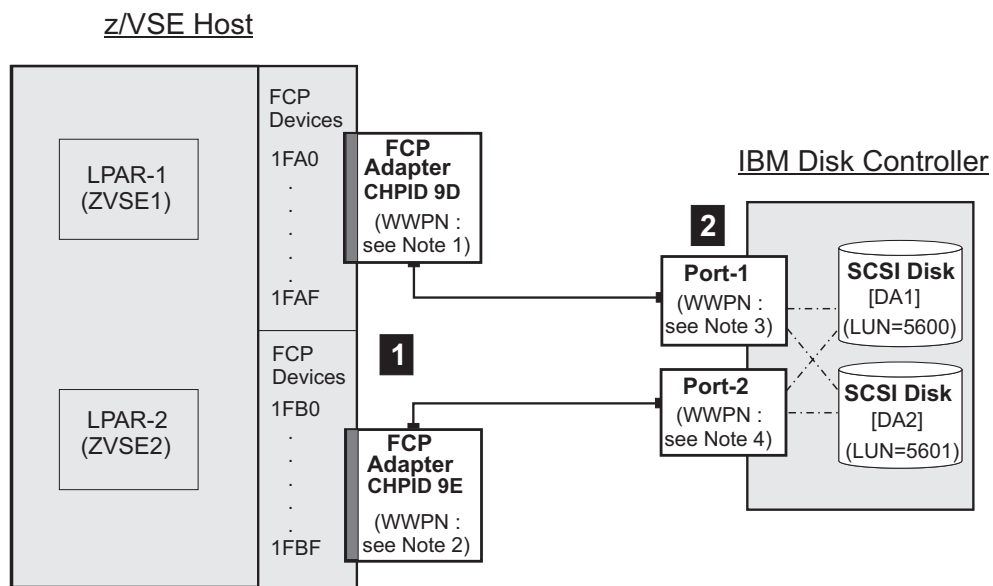 z/VSE Host
LPAR-1
(ZVSE1)
LPAR-2
(ZVSE2)
FCP
Devices
1FA0
.
.
.
.
.
1FAF
FCP
Devices
1FB0
.
.
.
.
.
1FBF
FCP
Adapter
CHPID 9D
(WWPN :
see Note 1)
1
FCP
Adapter
CHPID 9E
(WWPN :
see Note 2)
IBM Disk Controller
2
Port-1
(WWPN :
see Note 3)
Port-2
(WWPN :
see Note 4)
SCSI Disk
[DA1]
(LUN=5600)
SCSI Disk
[DA2]
(LUN=5601)